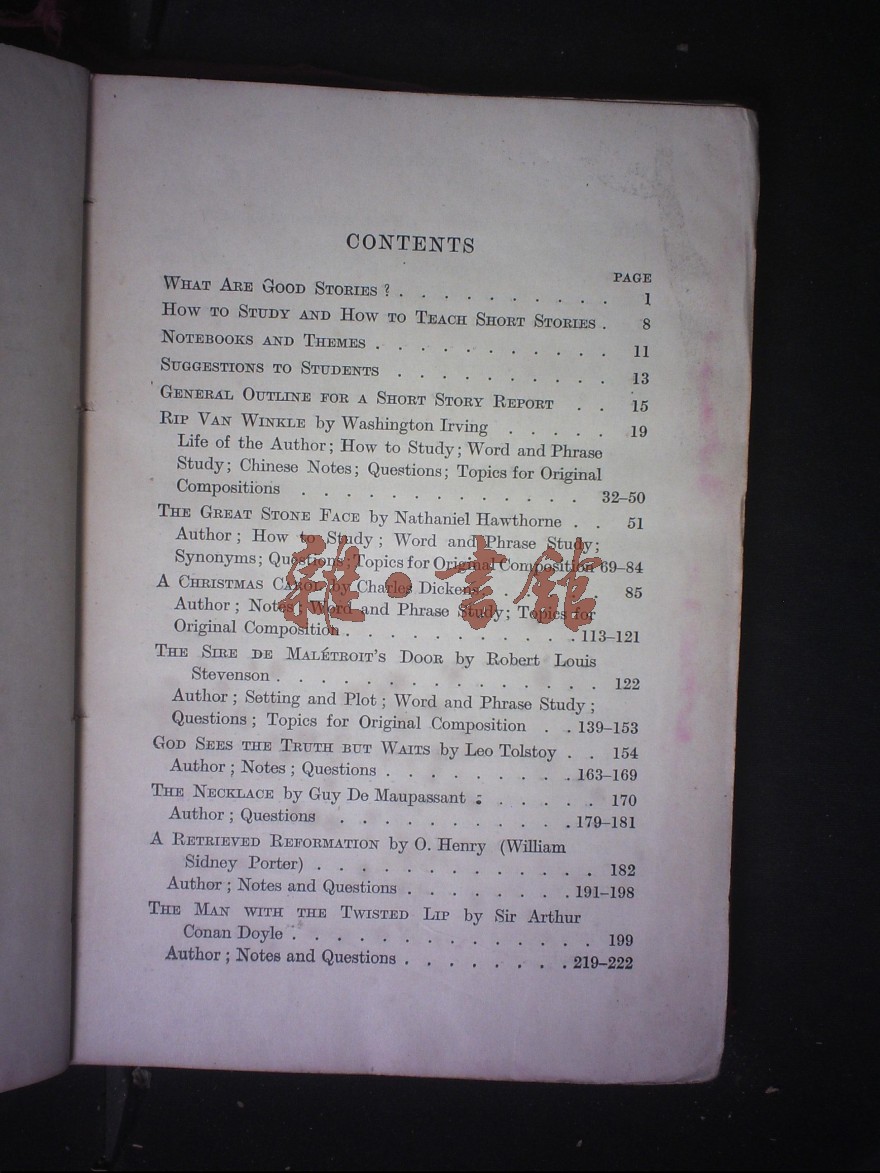 CONTENTS
PAGE
WHAT ARE GOOD STORIES ? . . . . . . . . . 1
HOW TO STUDY AND HOW TO TEACH SHORT STORIES . 8
NOTEBOOKS AND THEMES . . . . . . . . . 11
SUGGESTIONS TO STUDENTS . . . . . . . . 13
GENERAL OUTLINE FOR A SHORT STORY REPORT . . 15
RIP VAN WINKLE by Washington Irving . . . . . 19
Life of the Author; How to Study; Word and Phrase
Study; Chinese Notes; Questions; Topics for Original
Compositions . . . . . . . . . . . 32–50
THE GREAT STONE FACE by Nathaniel Hawthorne . . 51
Author; How to Study; Word and Phrase Study;
Synonyms; Questions; Topics for Original Composition 69–84
A CHRISTMAS CAROL by Charles Dickens . . . . . 85
Author; Notes; Word and Phrase Study; Topics for
Original Composition . . . . . . . . . 113–121
THE SIRE DE MALÉTROIT'S DOOR by Robert Louis
Stevenson . . . . . . . . . . . . 122
Author; Setting and Plot; Word and Phrase Study;
Questions; Topics for Original Composition . . 139–153
GOD SEES THE TRUTH BUT WAITS by Leo Tolstoy . . 154
Author; Notes; Questions . . . . . . . 163–169
THE NECKLACE by Guy De Maupassant . . . . . 170
Author; Questions . . . . . . . . . 179–181
A RETRIEVED REFORMATION by O. Henry (William
Sidney Porter) . . . . . . . . . . 182
Author; Notes and Questions . . . . . . 191–198
THE MAN WITH THE TWISTED LIP by Sir Arthur
Conan Doyle . . . . . . . . . . . 199
Author; Notes and Questions . . . . . . 219–222
雜·書館